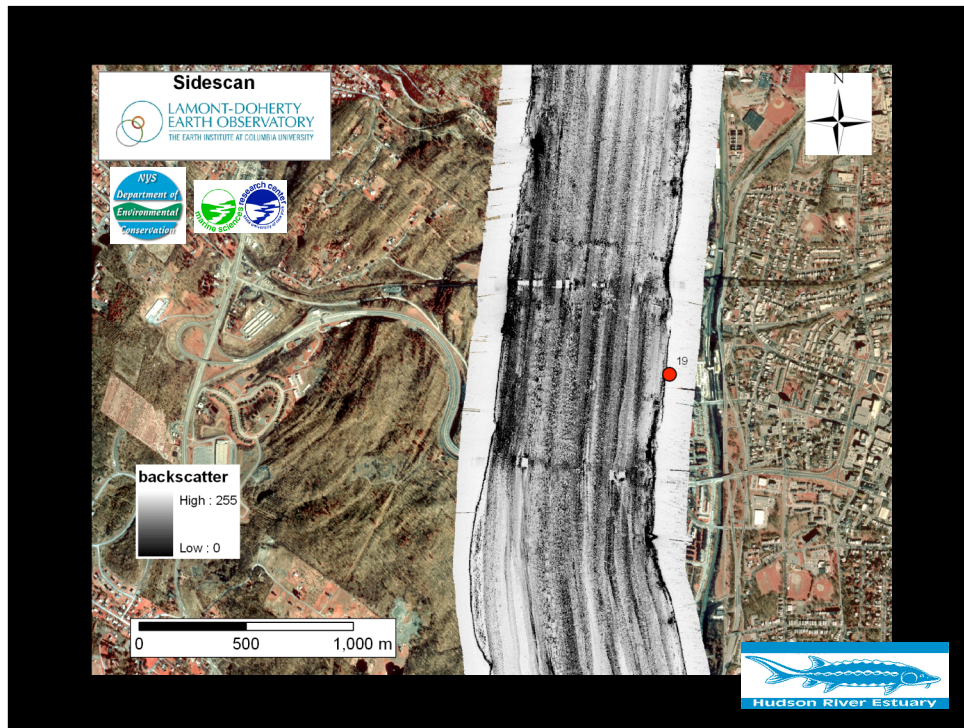 Sidescan
LAMONT-DOHERTY
EARTH OBSERVATORY
THE EARTH INSTITUTE AT COLUMBIA UNIVERSITY
N
NYS
Department of
Environmental
Conservation
marine sciences research center
19
backscatter
High : 255
Low : 0
0 500 1,000 m
Hudson River Estuary